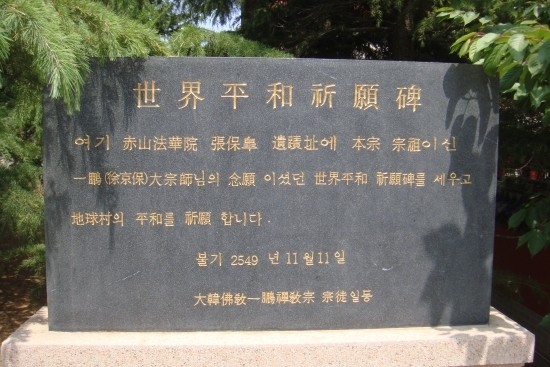 世界平和祈願碑
여기 赤山法華院 張保皐 遺蹟址에 本宗 宗祖이신
一鵬(徐京保)大宗師님의 念願 이셨던 世界平和 祈願碑를 세우고
地球村의 平和를 祈願 합니다.
불기 2549 년 11월 11일
大韓佛敎一鵬禪敎宗 宗徒일동